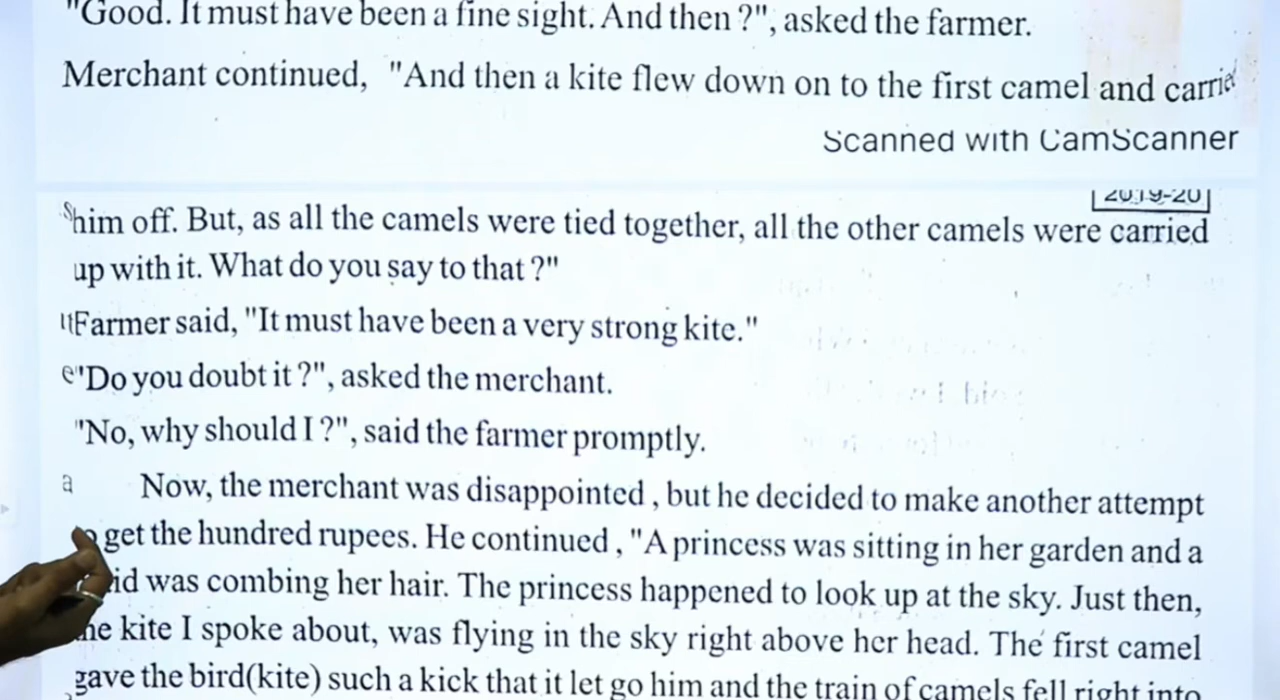 "Good. It must have been a fine sight. And then ?", asked the farmer.
Merchant continued, "And then a kite flew down on to the first camel and carried
Scanned with CamScanner
2019-20
him off. But, as all the camels were tied together, all the other camels were carried
up with it. What do you say to that ?"
Farmer said, "It must have been a very strong kite."
"Do you doubt it ?", asked the merchant.
"No, why should I ?", said the farmer promptly.
a Now, the merchant was disappointed , but he decided to make another attempt
get the hundred rupees. He continued , "A princess was sitting in her garden and a
was combing her hair. The princess happened to look up at the sky. Just then,
kite I spoke about, was flying in the sky right above her head. The first camel
gave the bird(kite) such a kick that it let go him and the train of camels fell right into